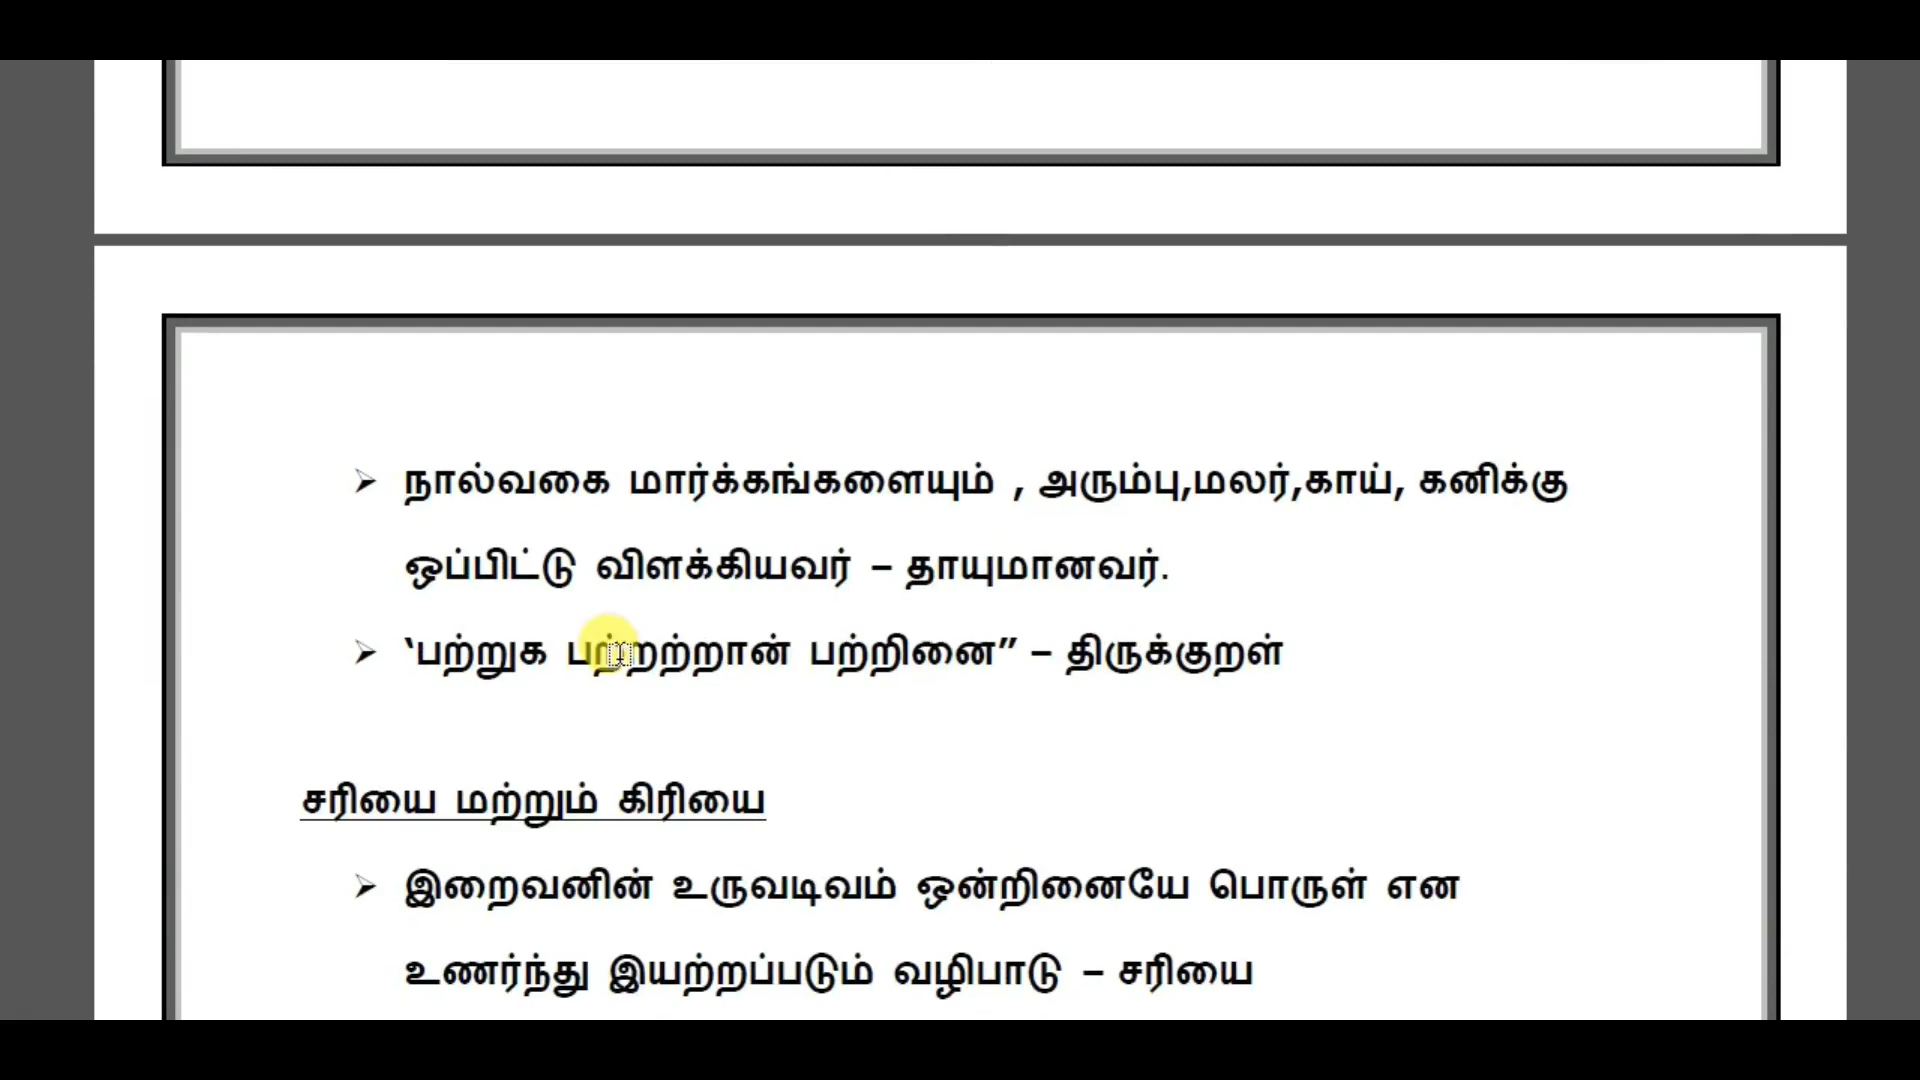 ➢ நால்வகை மார்க்கங்களையும் , அரும்பு,மலர்,காய், கனிக்கு
ஒப்பிட்டு விளக்கியவர் – தாயுமானவர்.
➢ ‘பற்றுக பற்றற்றான் பற்றினை” – திருக்குறள்
சரியை மற்றும் கிரியை
➢ இறைவனின் உருவடிவம் ஒன்றினையே பொருள் என
உணர்ந்து இயற்றப்படும் வழிபாடு – சரியை